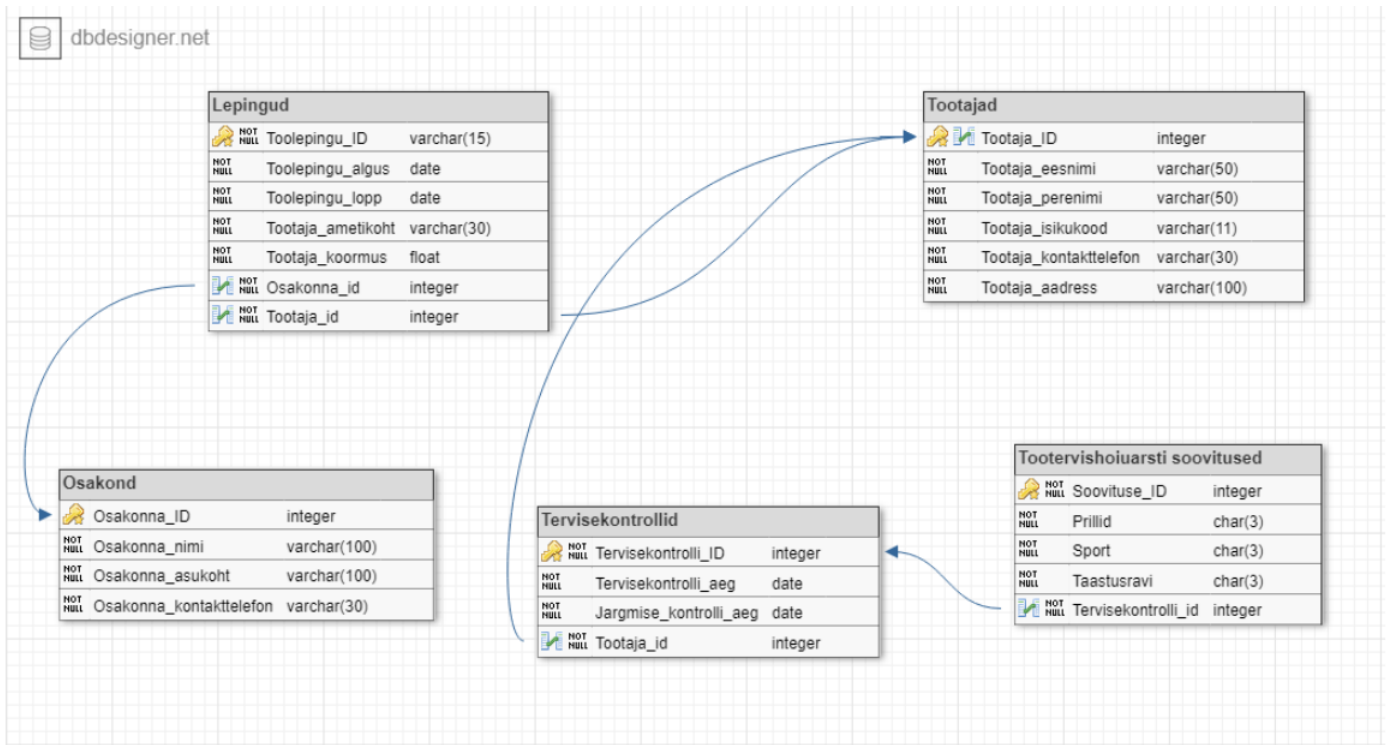 dbdesigner.net
Lepingud
NOT NULL Toolepingu_ID varchar(15)
NOT NULL Toolepingu_algus date
NOT NULL Toolepingu_lopp date
NOT NULL Tootaja_ametikoht varchar(30)
NOT NULL Tootaja_koormus float
NOT NULL Osakonna_id integer
NOT NULL Tootaja_id integer
Tootajad
Tootaja_ID integer
NOT NULL Tootaja_eesnimi varchar(50)
NOT NULL Tootaja_perenimi varchar(50)
NOT NULL Tootaja_isikukood varchar(11)
NOT NULL Tootaja_kontakttelefon varchar(30)
NOT NULL Tootaja_aadress varchar(100)
Osakond
Osakonna_ID integer
NOT NULL Osakonna_nimi varchar(100)
NOT NULL Osakonna_asukoht varchar(100)
NOT NULL Osakonna_kontakttelefon varchar(30)
Tervisekontrollid
NOT NULL Tervisekontrolli_ID integer
NOT NULL Tervisekontrolli_aeg date
NOT NULL Jargmise_kontrolli_aeg date
NOT NULL Tootaja_id integer
Tootervishoiuarsti soovitused
NOT NULL Soovituse_ID integer
NOT NULL Prillid char(3)
NOT NULL Sport char(3)
NOT NULL Taastusravi char(3)
NOT NULL Tervisekontrolli_id integer